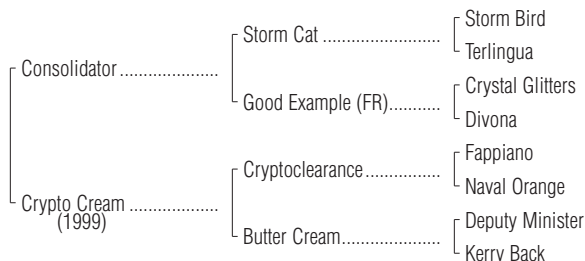 Storm Bird
Storm Cat ..............................
Terlingua
Consolidator .........................
Crystal Glitters
Good Example (FR)............
Divona
Fappiano
Cryptoclearance ...................
Naval Orange
Crypto Cream .......................
(1999)
Deputy Minister
Butter Cream.........................
Kerry Back